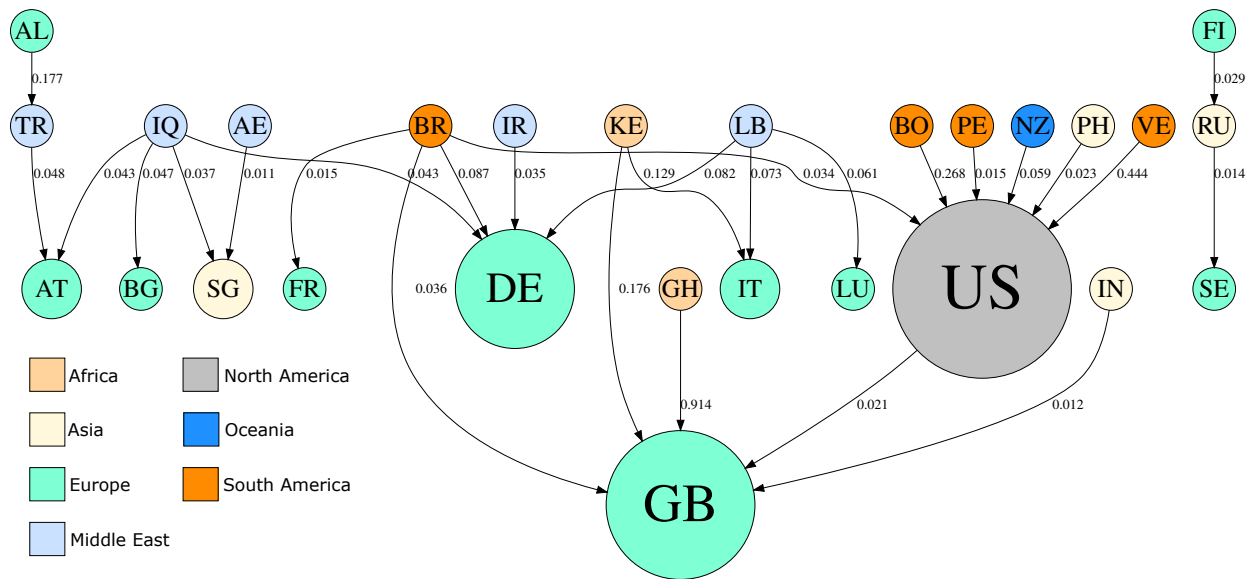 AL FI
0.177 0.029
TR IQ AE BR IR KE LB BO PE NZ PH VE RU
0.048 0.043 0.047 0.037 0.011 0.015 0.043 0.087 0.035 0.129 0.082 0.073 0.061 0.034 0.268 0.015 0.059 0.023 0.444 0.014
AT BG SG FR DE GH IT LU US IN SE
0.036 0.176
Africa North America
0.914 0.021 0.012
Asia Oceania
Europe South America
GB
Middle East